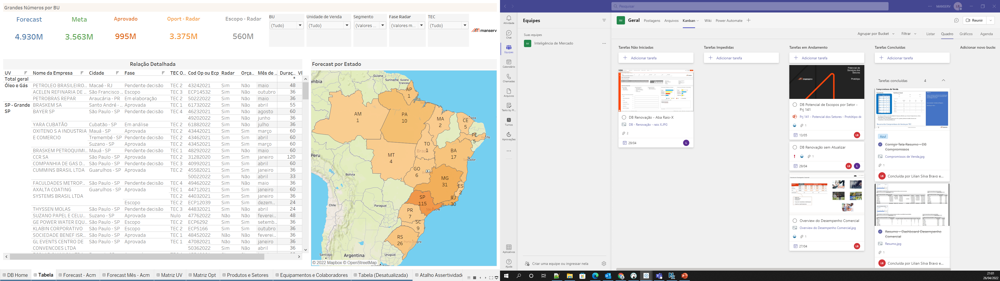 Grandes Números por BU
Forecast
Meta
Aprovado
Oport - Radar
Escopo - Radar
4.930M
3.563M
995M
3.375M
560M
BU
Unidade de Venda
Segmento
Fase Radar
TEC
(Tudo)
(Tudo)
(Valores ...
(Valores m...
(Tudo)
manserv
Relação Detalhada
UV Nome da Empresa Cidade Fase TEC O.. Cod Op ou Ecp Radar Orça.. Mês de .. Duraç.. Vl
Total geral *
Óleo e Gás PETROLEO BRASILEIRO.. Macaé - RJ Pendente decisão TEC 2 43242021 Sim Não maio 48
ACELEN REFINARIA DE .. São Francisco .. Escopo TEC 3 ECP14532 Sim Não outubro 36
PETROBRAS REPAR Araucária - PR Em elaboração TEC 2 50222022 Sim Não maio 36
SP - Grande BRASKEM SA Santo André - .. Aprovada TEC 1 61732022 Sim Não abril 55
SP BAYER SP São Paulo - SP Pendente decisão TEC 4 46232021 Sim Não agosto 60
49202022 Sim Não junho 36
YARA CUBATÃO Cubatão - SP Em análise TEC 2 61882022 Sim Não julho 36
OXITENO S A INDUSTRIA Mauá - SP Aprovada TEC 2 43442021 Sim Sim março 60
E COMERCIO Tremembé - SP Pendente decisão TEC 2 43462021 Sim Sim abril 60
Suzano - SP Aprovada TEC 2 43452021 Sim Sim março 60
BRASKEM PETROQUIMI.. Mauá - SP Pendente decisão TEC 1 48292022 Sim Não maio 60
CCR SA São Paulo - SP Aprovada TEC 2 31282020 Sim Sim janeiro 120
COMPANHIA DE GAS D.. São Paulo - SP Pendente decisão TEC 3 40992021 Sim Sim abril 60
CUMMINS BRASIL LTDA Guarulhos - SP Aprovada TEC 2 45582021 Sim Sim janeiro 36
50022022 Sim Não abril 33
FACULDADES METROP.. São Paulo - SP Pendente decisão TEC 4 49462022 Sim Não maio 36
AXALTA COATING Guarulhos - SP Aprovada TEC 1 44712021 Sim Sim janeiro 60
SYSTEMS BRASIL LTDA TEC 2 44032021 Sim Sim janeiro 36
Escopo TEC 2 ECP12039 Sim Sim dezem.. 24
THYSSEN MOLAS São Paulo - SP Pendente decisão TEC 3 44832021 Sim Não abril 24
SUZANO PAPEL E CELU.. Suzano - SP Aprovada Nulo 47762022 Não Não feverei.. 48
GE POWER WATER EQU.. São Paulo - SP Escopo TEC 2 ECP6292 Sim Sim setemb.. 36
KLABIN CORPORATIVO São Paulo - SP Escopo TEC 2 ECP5166 Sim Sim outubro 36
SOCIEDADE BENEF ISR.. São Paulo - SP Aprovada TEC 1 48452022 Não Não feverei.. 36
GL EVENTS CENTRO DE São Paulo - SP Aprovada TEC 1 47082021 Não Não janeiro 36
CONVENCOES LTDA 50362022 Sim Não abril 36
Forecast por Estado
ombia
Guiana
Suriname
Guiana
Francesa
AP
1
AM
1
PA
10
MA
2
CE
5
Fortaleza
PE
5
Recife
TO
1
Brazil
BA
17
Salvador
MT
4
GO
6
Peru
Bolívia
MG
31
ES
2
SP
115
RJ
30
São Paulo
Paraguai
Chile
PR
7
SC
9
RS
26
Porto Alegre
Santiago
Argentina
Uruguai
Buenos Aires
© 2022 Mapbox © OpenStreetMap
DB Home
Tabela
Forecast - Acm
Forecast Mês - Acm
Matriz UV
Matriz Opt
Produtos e Setores
Equipamentos e Colaboradores
Tabela (Desatualizada)
Atalho Assertividade
Pesquisar
MANSERV
LB
Atividade
Chat
Equipes
Calendário
Chamadas
Arquivos
Tasks by Pl...
Turnos
Aprovações
Aplicativos
Ajuda
Equipes
Suas equipes
IM
Inteligência de Mercado
Criar uma equipe ou ingressar nela
IM
Geral
Postagens
Arquivos
Kanban
Wiki
Power Automate
Reunir
Agrupar por Bucket
Filtrar
Listar
Quadro
Gráficos
Agenda
Tarefas Não Iniciadas
Adicionar tarefa
DB Renovação - Aba Raio-X
DB - Renovação - raio X.JPG
2
29/04
L
Tarefas Impedidas
Adicionar tarefa
Tarefas em Andamento
Adicionar tarefa
Potencial de
Serviços dos
Setores
Protótipo
manserv
DB Potencial de Escopos por Setor -
Prj 141
Prj 141 - Potencial dos Setores - Protótipo de
1
13/05
LB
DB Renovação sem Atualizar
1
29/04
LB
L
Overview do Desempenho Comercial
Overview do Desempenho Comercial.jpg
1
27/04
LB
Tarefas Concluídas
Adicionar tarefa
Tarefas concluídas 4
Compromissos de Venda
Azul
Corrigir Tela Resumo - DB
Compromissos
Compromissos de Venda.jpg
1
LB
Concluída por Lilian Silva Bravo e...
Resumo - Dashboard Desempenho
Comercial
Resumo.jpg
1
LB
Concluída por Lilian Silva Bravo e...
Adicionar novo bucke
21:01
26/04/2022